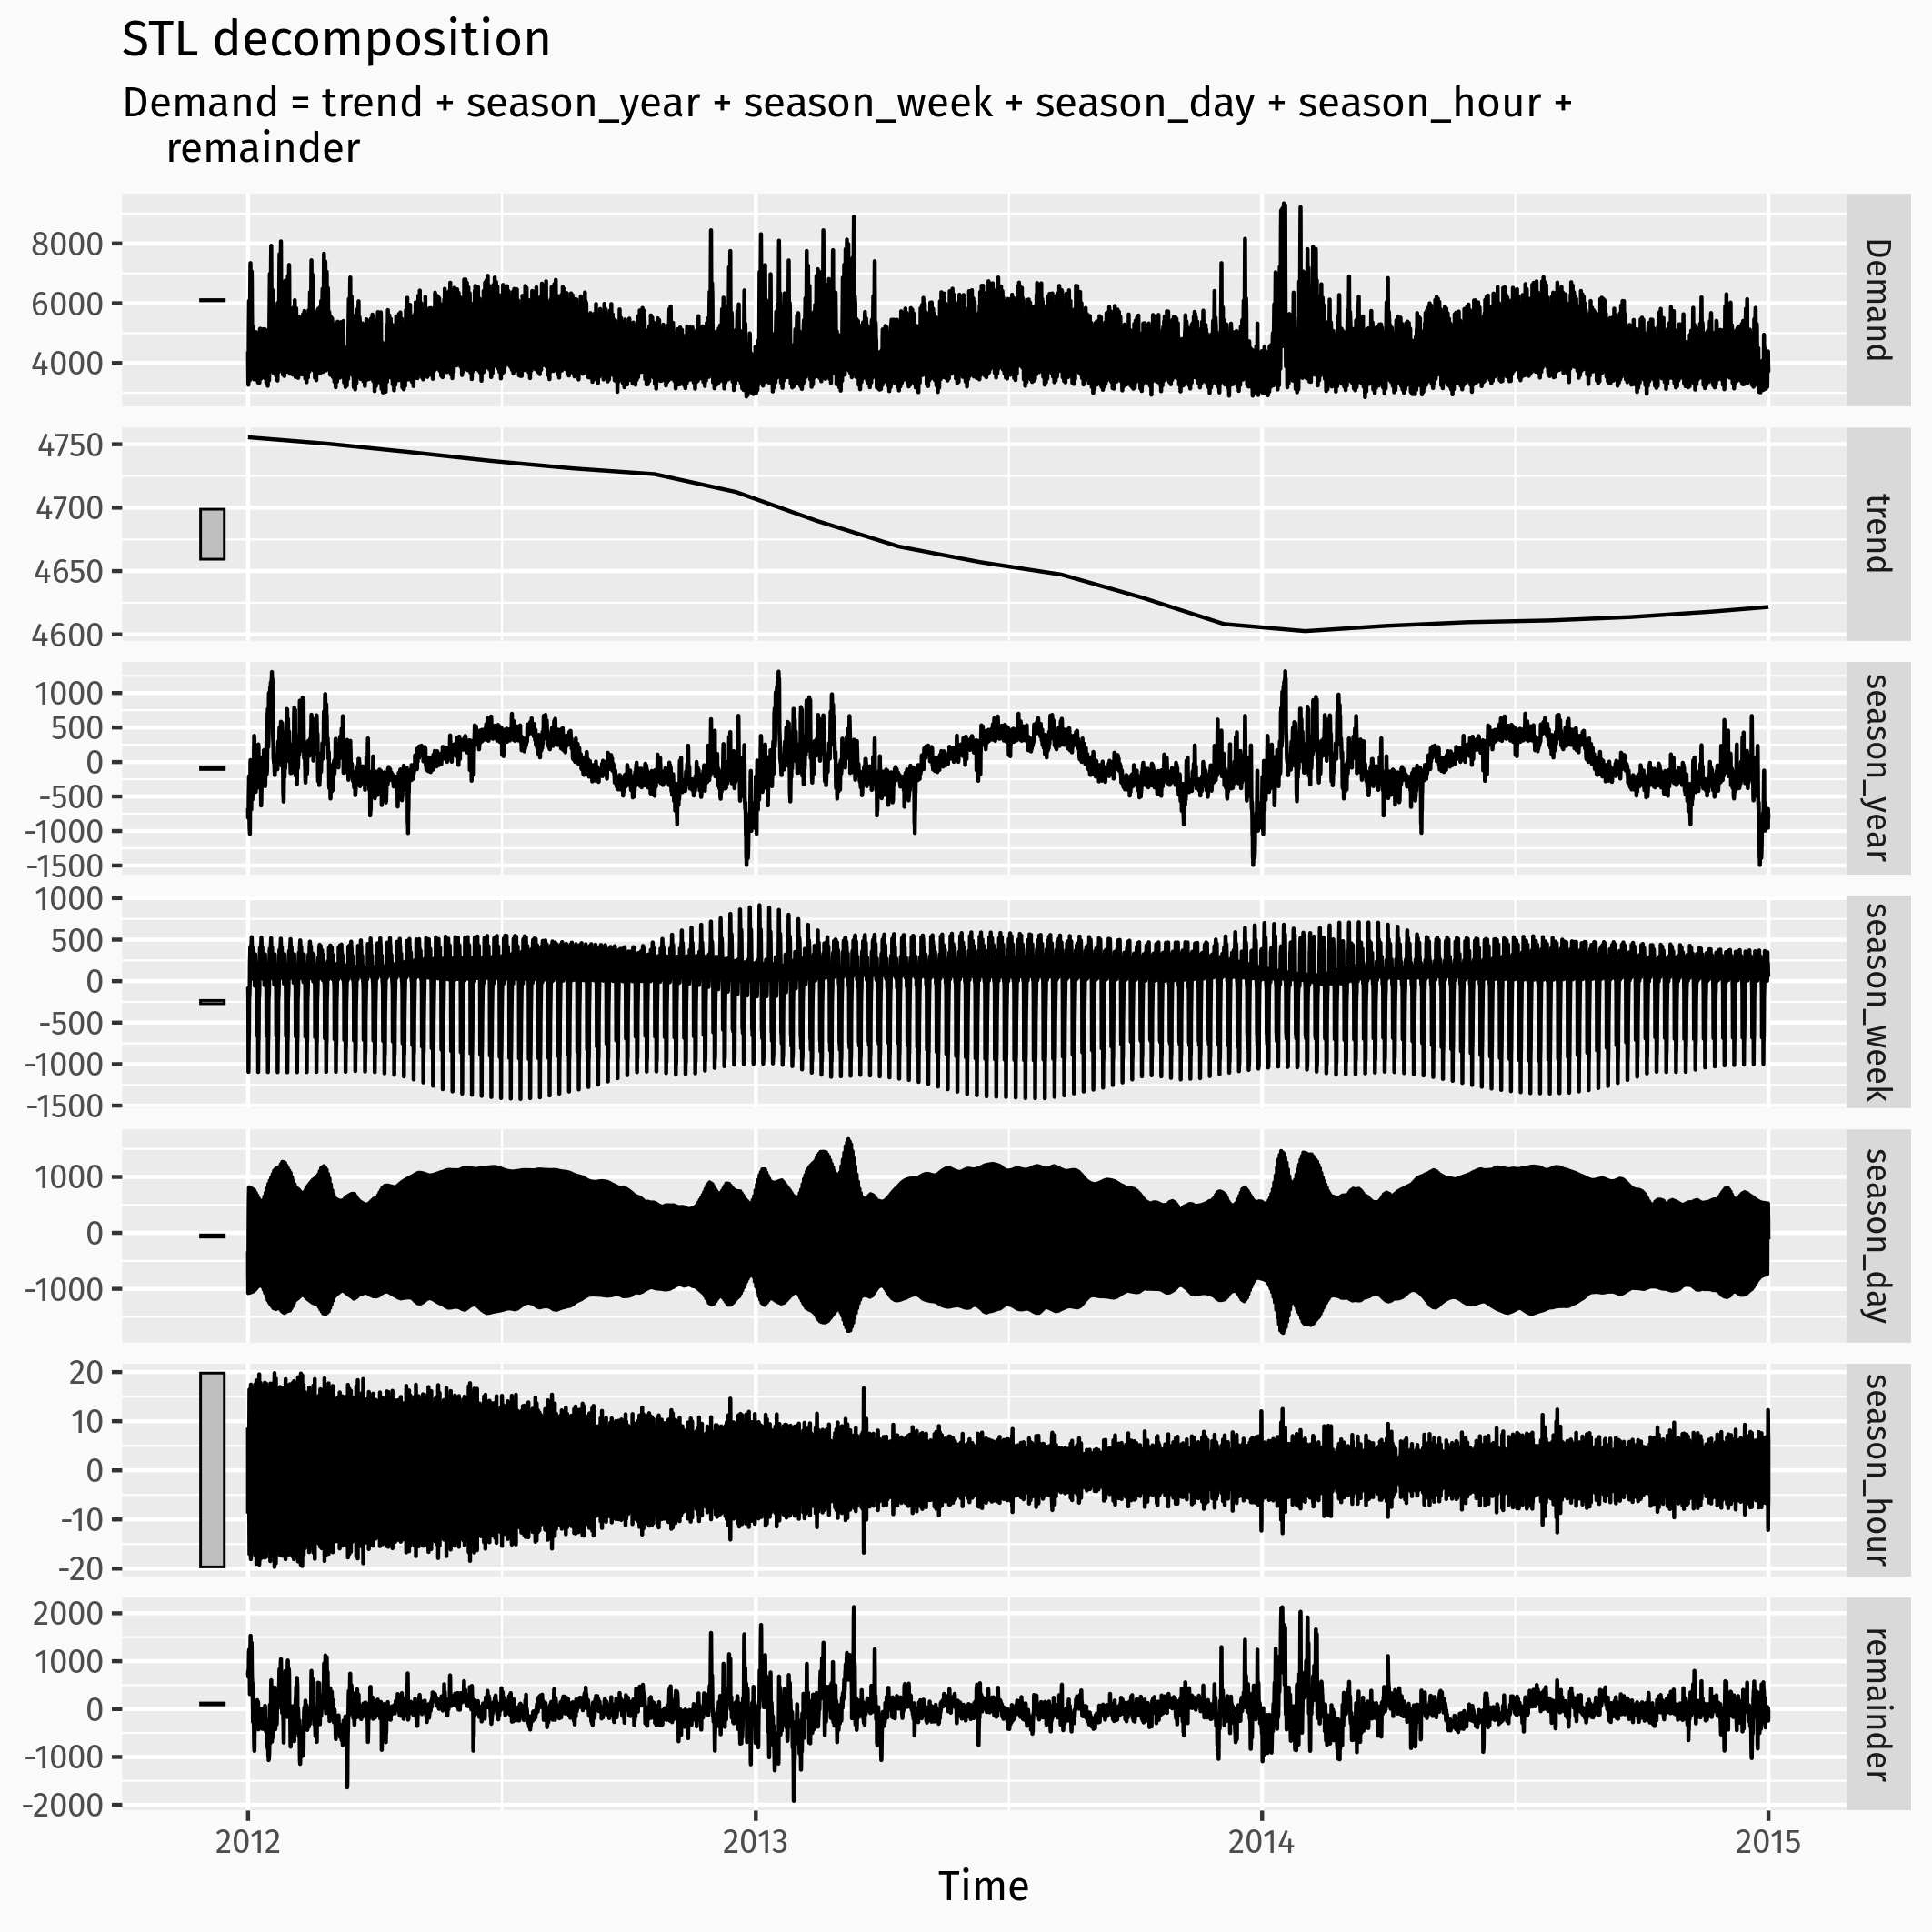 STL decomposition
Demand = trend + season_year + season_week + season_day + season_hour +
remainder
8000
6000
4000
Demand
4750
4700
4650
4600
trend
1000
500
0
-500
-1000
-1500
season_year
1000
500
0
-500
-1000
-1500
season_week
1000
0
-1000
season_day
20
10
0
-10
-20
season_hour
2000
1000
0
-1000
-2000
remainder
2012 2013 2014 2015
Time